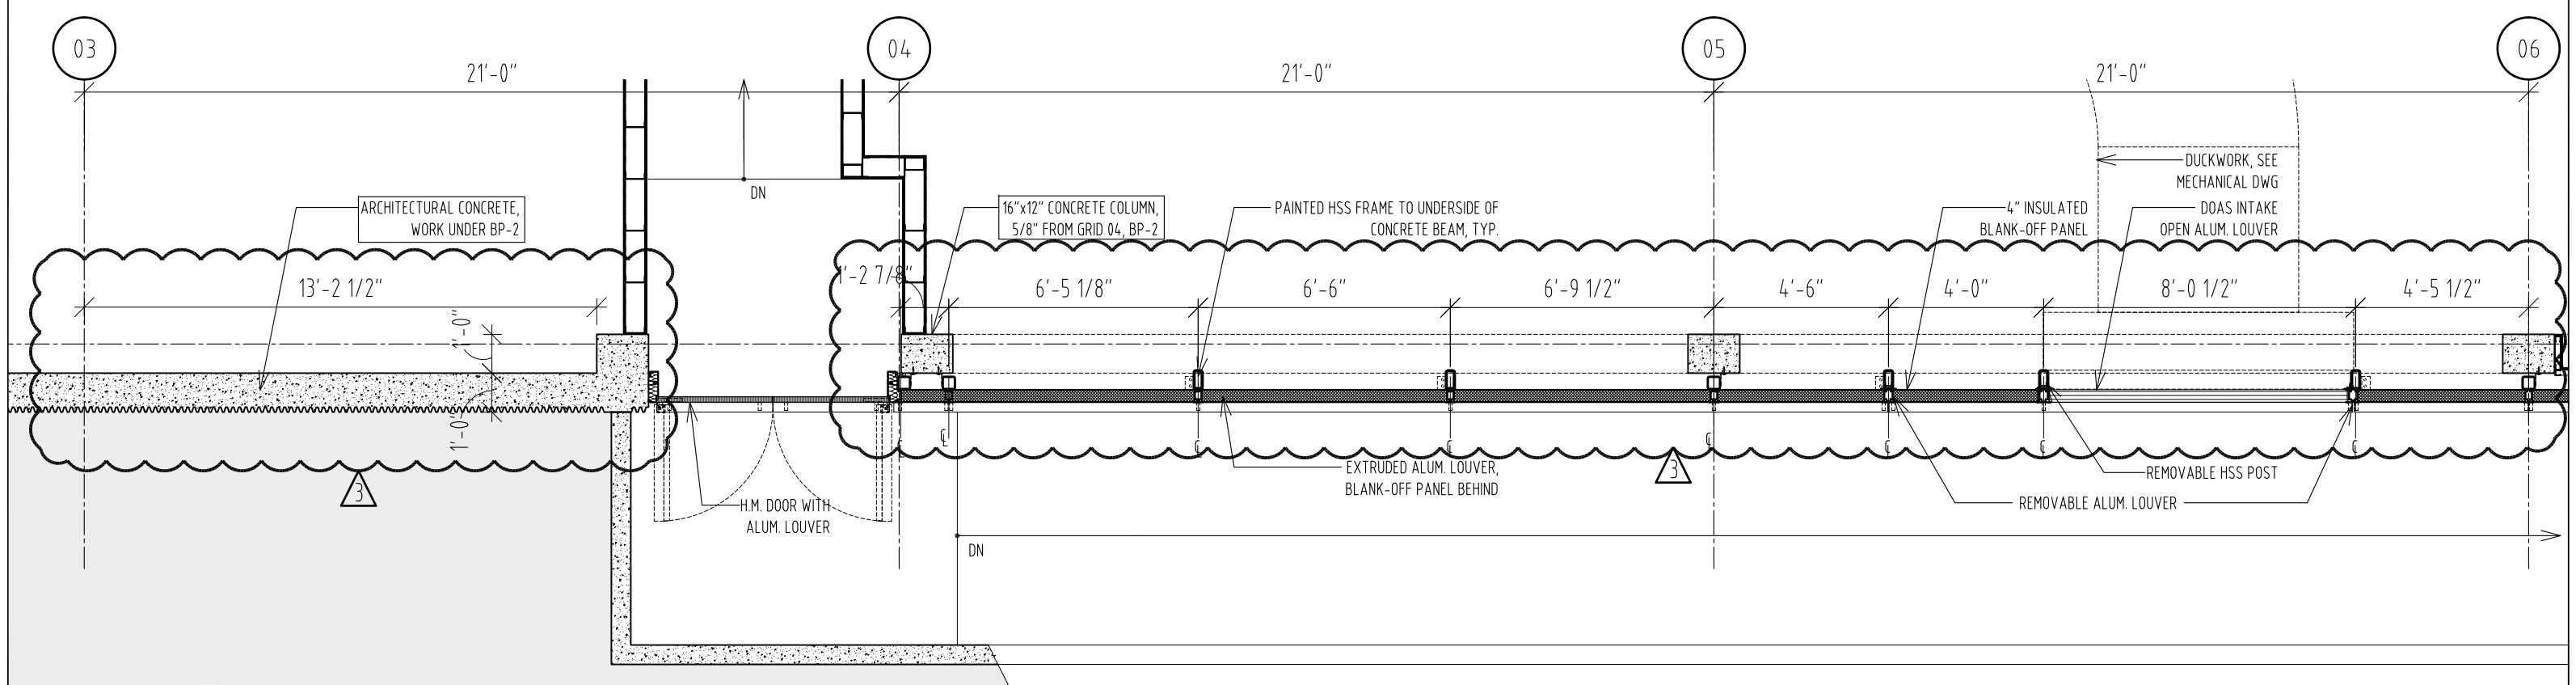 03
04
05
06
21'-0"
21'-0"
21'-0"
DN
DUCKWORK, SEE
MECHANICAL DWG
ARCHITECTURAL CONCRETE,
WORK UNDER BP-2
16"x12" CONCRETE COLUMN,
5/8" FROM GRID 04, BP-2
PAINTED HSS FRAME TO UNDERSIDE OF
CONCRETE BEAM, TYP.
4" INSULATED
BLANK-OFF PANEL
DOAS INTAKE
OPEN ALUM. LOUVER
13'-2 1/2"
1'-2 7/8"
6'-5 1/8"
6'-6"
6'-9 1/2"
4'-6"
4'-0"
8'-0 1/2"
4'-5 1/2"
1'-0"
1'-0"
EXTRUDED ALUM. LOUVER,
BLANK-OFF PANEL BEHIND
3
3
REMOVABLE HSS POST
REMOVABLE ALUM. LOUVER
H.M. DOOR WITH
ALUM. LOUVER
DN